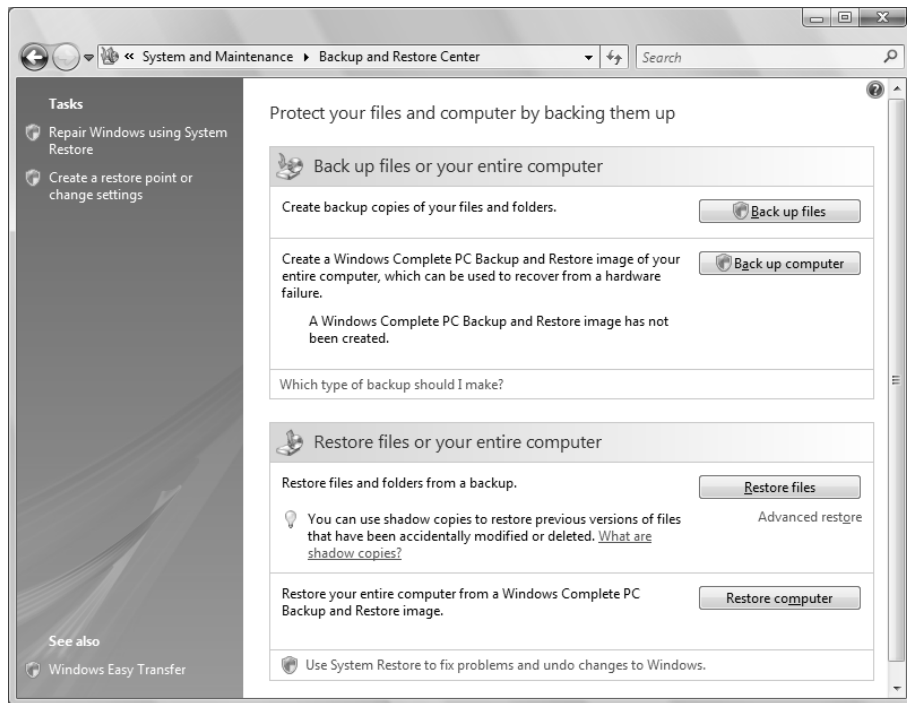 « System and Maintenance ▸ Backup and Restore Center
Search
Tasks
Repair Windows using System
Restore
Create a restore point or
change settings
See also
Windows Easy Transfer
Protect your files and computer by backing them up
Back up files or your entire computer
Create backup copies of your files and folders.
Back up files
Create a Windows Complete PC Backup and Restore image of your
entire computer, which can be used to recover from a hardware
failure.
Back up computer
A Windows Complete PC Backup and Restore image has not
been created.
Which type of backup should I make?
Restore files or your entire computer
Restore files and folders from a backup.
Restore files
You can use shadow copies to restore previous versions of files
that have been accidentally modified or deleted. What are
shadow copies?
Advanced restore
Restore your entire computer from a Windows Complete PC
Backup and Restore image.
Restore computer
Use System Restore to fix problems and undo changes to Windows.